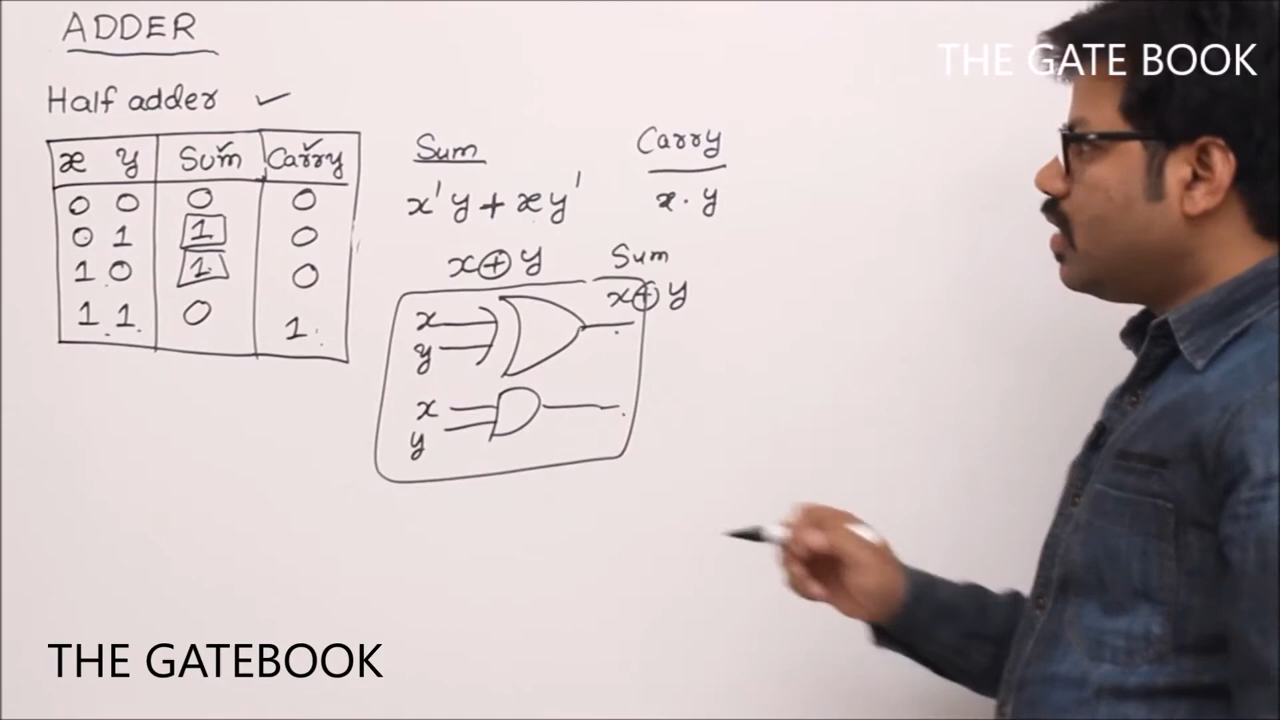 ADDER
THE GATE BOOK
Half adder ✓
x y Sum Carry
0 0 0 0
0 1 1 0
1 0 1 0
1 1 0 1
Sum
x'y + xy'
x⊕y
Carry
x.y
Sum
x⊕y
x
y
x
y
THE GATEBOOK